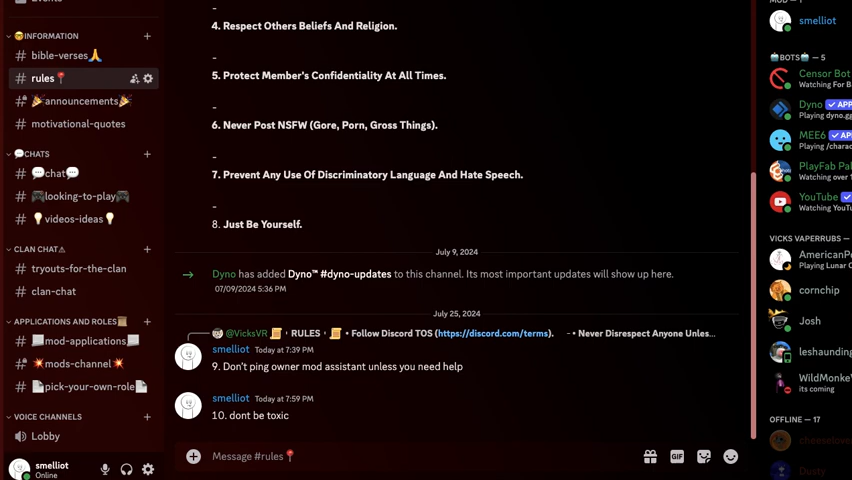 Events
🤓INFORMATION
# bible-verses🙏
# rules📍
# 🎉announcements🎉
# motivational-quotes
💬CHATS
# 💬chat💬
# 🎮looking-to-play🎮
# 💡videos-ideas💡
CLAN CHAT⚠
# tryouts-for-the-clan
# clan-chat
APPLICATIONS AND ROLES📜
# 📃mod-applications📃
# 💥mods-channel💥
# 📄pick-your-own-role📄
VOICE CHANNELS
Lobby
smelliot
Online
-
4. Respect Others Beliefs And Religion.
-
5. Protect Member's Confidentiality At All Times.
-
6. Never Post NSFW (Gore, Porn, Gross Things).
-
7. Prevent Any Use Of Discriminatory Language And Hate Speech.
-
8. Just Be Yourself.
July 9, 2024
Dyno has added Dyno™ #dyno-updates to this channel. Its most important updates will show up here.
07/09/2024 5:36 PM
July 25, 2024
@VicksVR 📜 • RULES • 📜 • Follow Discord TOS (https://discord.com/terms). - • Never Disrespect Anyone Unles...
smelliot Today at 7:39 PM
9. Don't ping owner mod assistant unless you need help
smelliot Today at 7:59 PM
10. dont be toxic
Message #rules📍
GIF
MOD — 1
smelliot
🤖BOTS🤖 — 5
Censor Bot
Watching For Ba
Dyno ✓ APP
Playing dyno.gg
MEE6 ✓ AP
Playing /charac
PlayFab Pa
Watching over 1
YouTube ✓
Watching YouTu
VICKS VAPERRUBS —
AmericanPo
Playing Lunar C
cornchip
Josh
leshaunding
WildMonke
its coming
OFFLINE — 17
cheeselove
Dusty